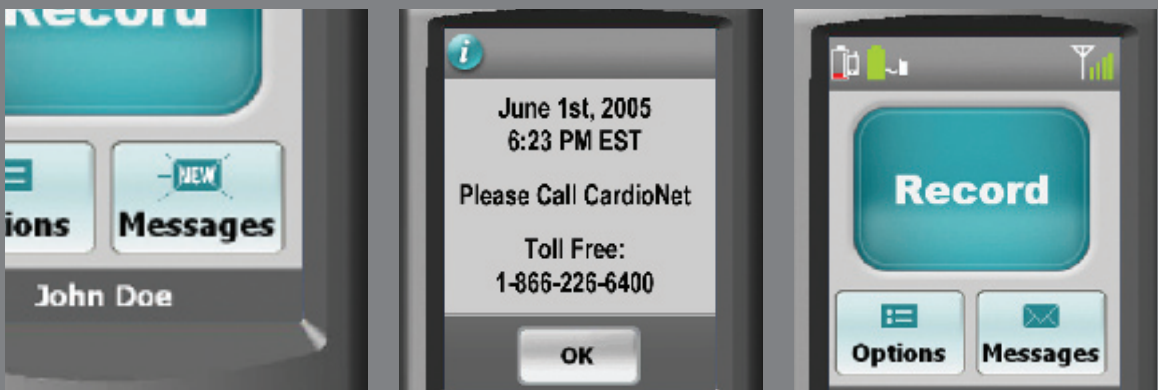 Record
NEW
ions
Messages
John Doe
i
June 1st, 2005
6:23 PM EST
Please Call CardioNet
Toll Free:
1-866-226-6400
OK
Record
Options
Messages